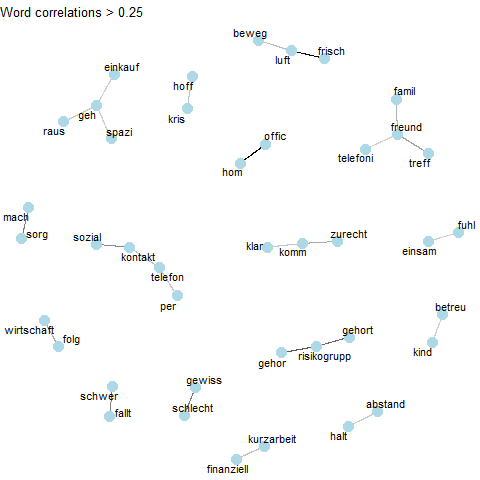 Word correlations > 0.25
beweg
luft
frisch
einkauf
hoff
geh
kris
raus
spazi
famil
freund
telefoni
treff
offic
hom
mach
sorg
sozial
kontakt
telefon
per
klar
komm
zurecht
fuhl
einsam
wirtschaft
folg
gehort
gehor
risikogrupp
betreu
kind
gewiss
schwer
fallt
schlecht
abstand
halt
kurzarbeit
finanziell